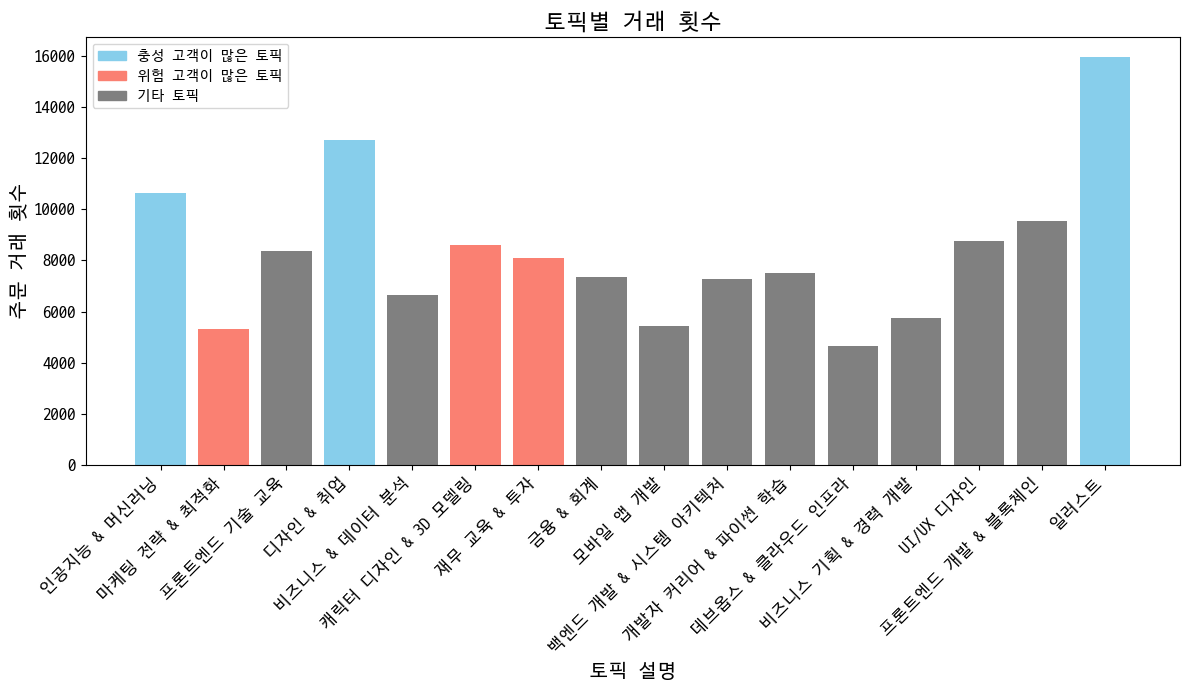 토픽별 거래 횟수
충성 고객이 많은 토픽
위험 고객이 많은 토픽
기타 토픽
주문 거래 횟수
16000
14000
12000
10000
8000
6000
4000
2000
0
인공지능 & 머신러닝
마케팅 전략 & 최적화
프론트엔드 기술 교육
디자인 & 취업
비즈니스 & 데이터 분석
캐릭터 디자인 & 3D 모델링
재무 교육 & 투자
금융 & 회계
모바일 앱 개발
백엔드 개발 & 시스템 아키텍처
개발자 커리어 & 파이썬 학습
데브옵스 & 클라우드 인프라
비즈니스 기획 & 경력 개발
UI/UX 디자인
프론트엔드 개발 & 블록체인
일러스트
토픽 설명